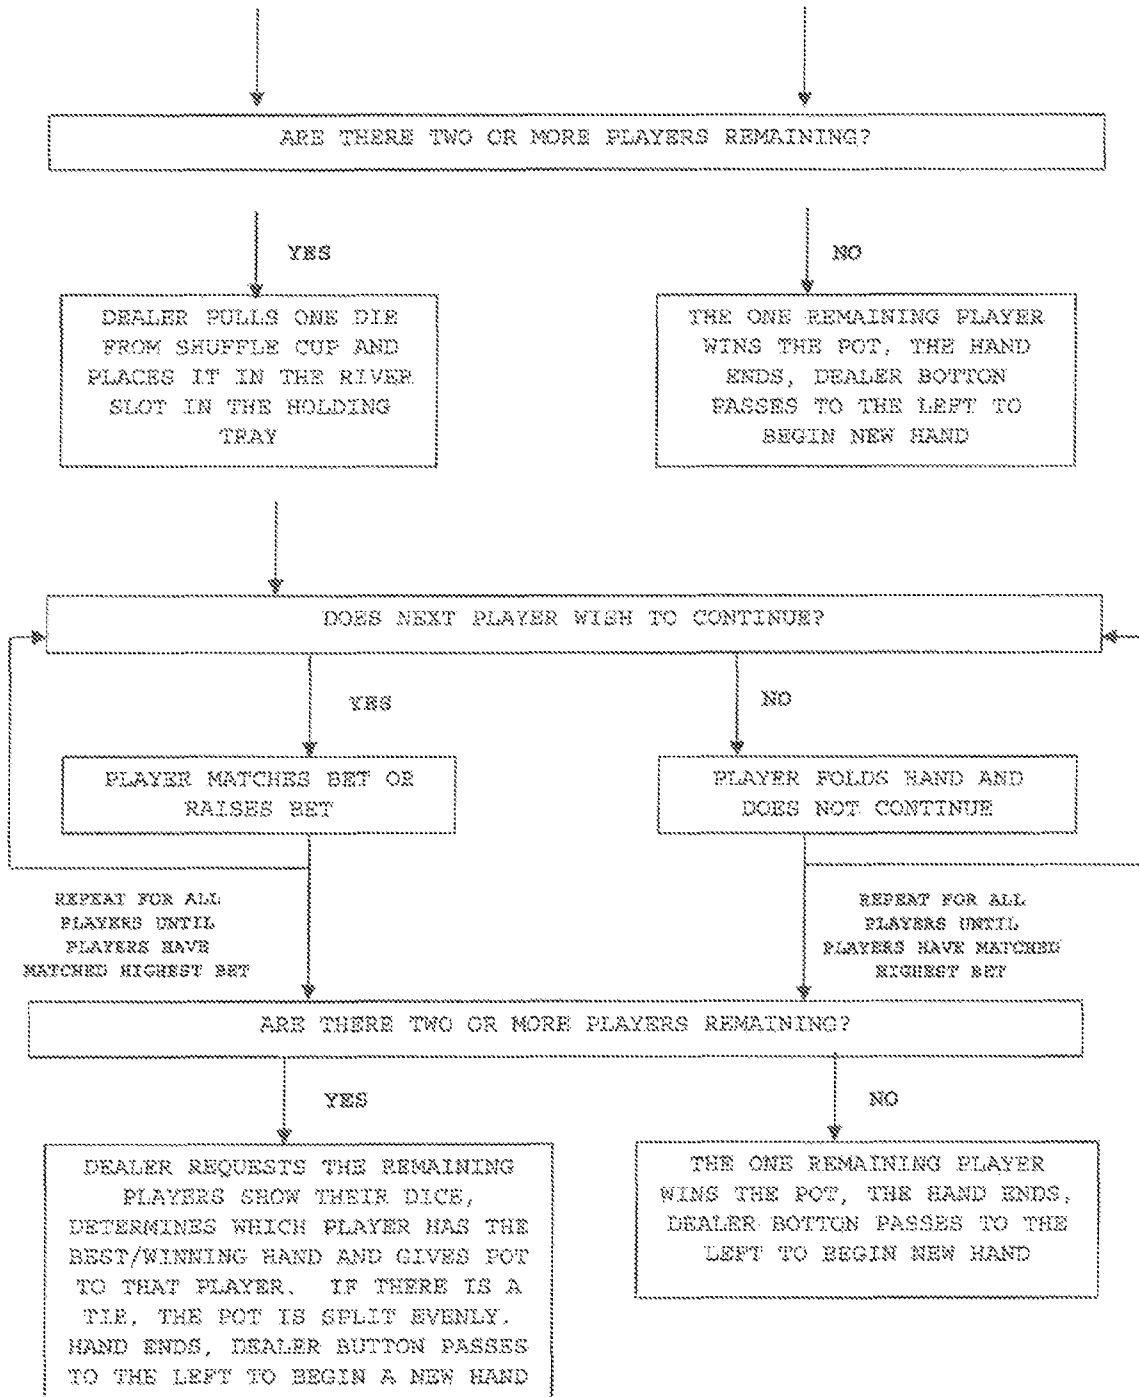 ARE THERE TWO OR MORE PLAYERS REMAINING?
YES
NO
DEALER PULLS ONE DIE
FROM SHUFFLE CUP AND
PLACES IT IN THE RIVER
SLOT IN THE HOLDING
TRAY
THE ONE REMAINING PLAYER
WINS THE POT, THE HAND
ENDS, DEALER BOTTON
PASSES TO THE LEFT TO
BEGIN NEW HAND
DOES NEXT PLAYER WISH TO CONTINUE?
YES
NO
PLAYER MATCHES BET OR
RAISES BET
PLAYER FOLDS HAND AND
DOES NOT CONTINUE
REPEAT FOR ALL
PLAYERS UNTIL
PLAYERS HAVE
MATCHED HIGHEST BET
REPEAT FOR ALL
PLAYERS UNTIL
PLAYERS HAVE MATCHED
HIGHEST BET
ARE THERE TWO OR MORE PLAYERS REMAINING?
YES
NO
DEALER REQUESTS THE REMAINING
PLAYERS SHOW THEIR DICE,
DETERMINES WHICH PLAYER HAS THE
BEST/WINNING HAND AND GIVES POT
TO THAT PLAYER. IF THERE IS A
TIE, THE POT IS SPLIT EVENLY.
HAND ENDS, DEALER BUTTON PASSES
TO THE LEFT TO BEGIN A NEW HAND
THE ONE REMAINING PLAYER
WINS THE POT, THE HAND ENDS,
DEALER BOTTON PASSES TO THE
LEFT TO BEGIN NEW HAND